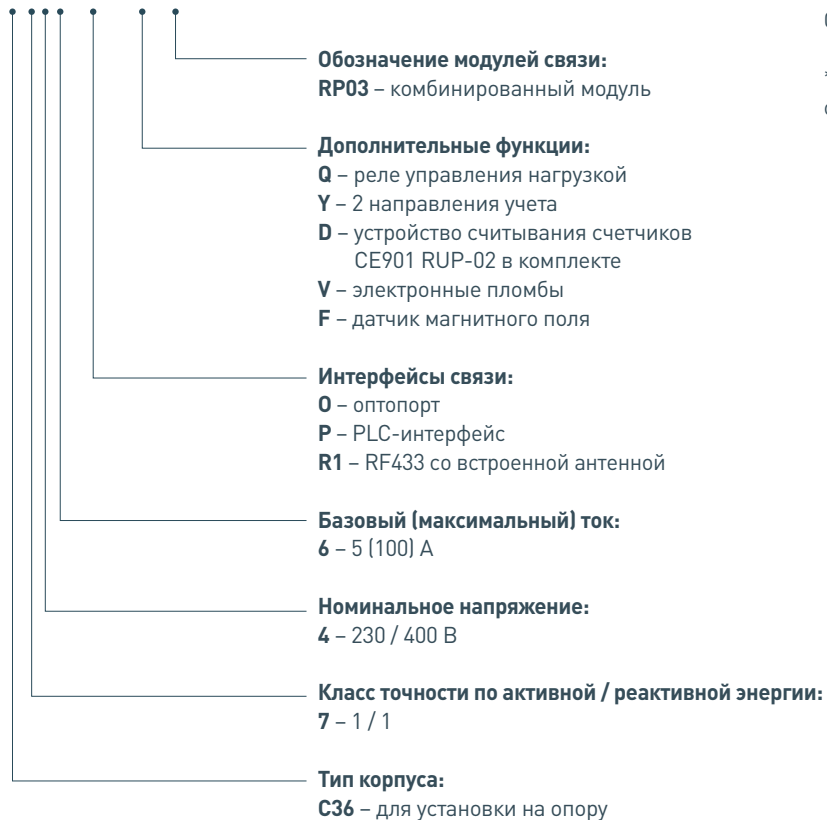 Обозначение модулей связи:
RP03 – комбинированный модуль
Дополнительные функции:
Q – реле управления нагрузкой
Y – 2 направления учета
D – устройство считывания счетчиков
CE901 RUP-02 в комплекте
V – электронные пломбы
F – датчик магнитного поля
Интерфейсы связи:
O – оптопорт
P – PLC-интерфейс
R1 – RF433 со встроенной антенной
Базовый (максимальный) ток:
6 – 5 (100) А
Номинальное напряжение:
4 – 230 / 400 В
Класс точности по активной / реактивной энергии:
7 – 1 / 1
Тип корпуса:
C36 – для установки на опору